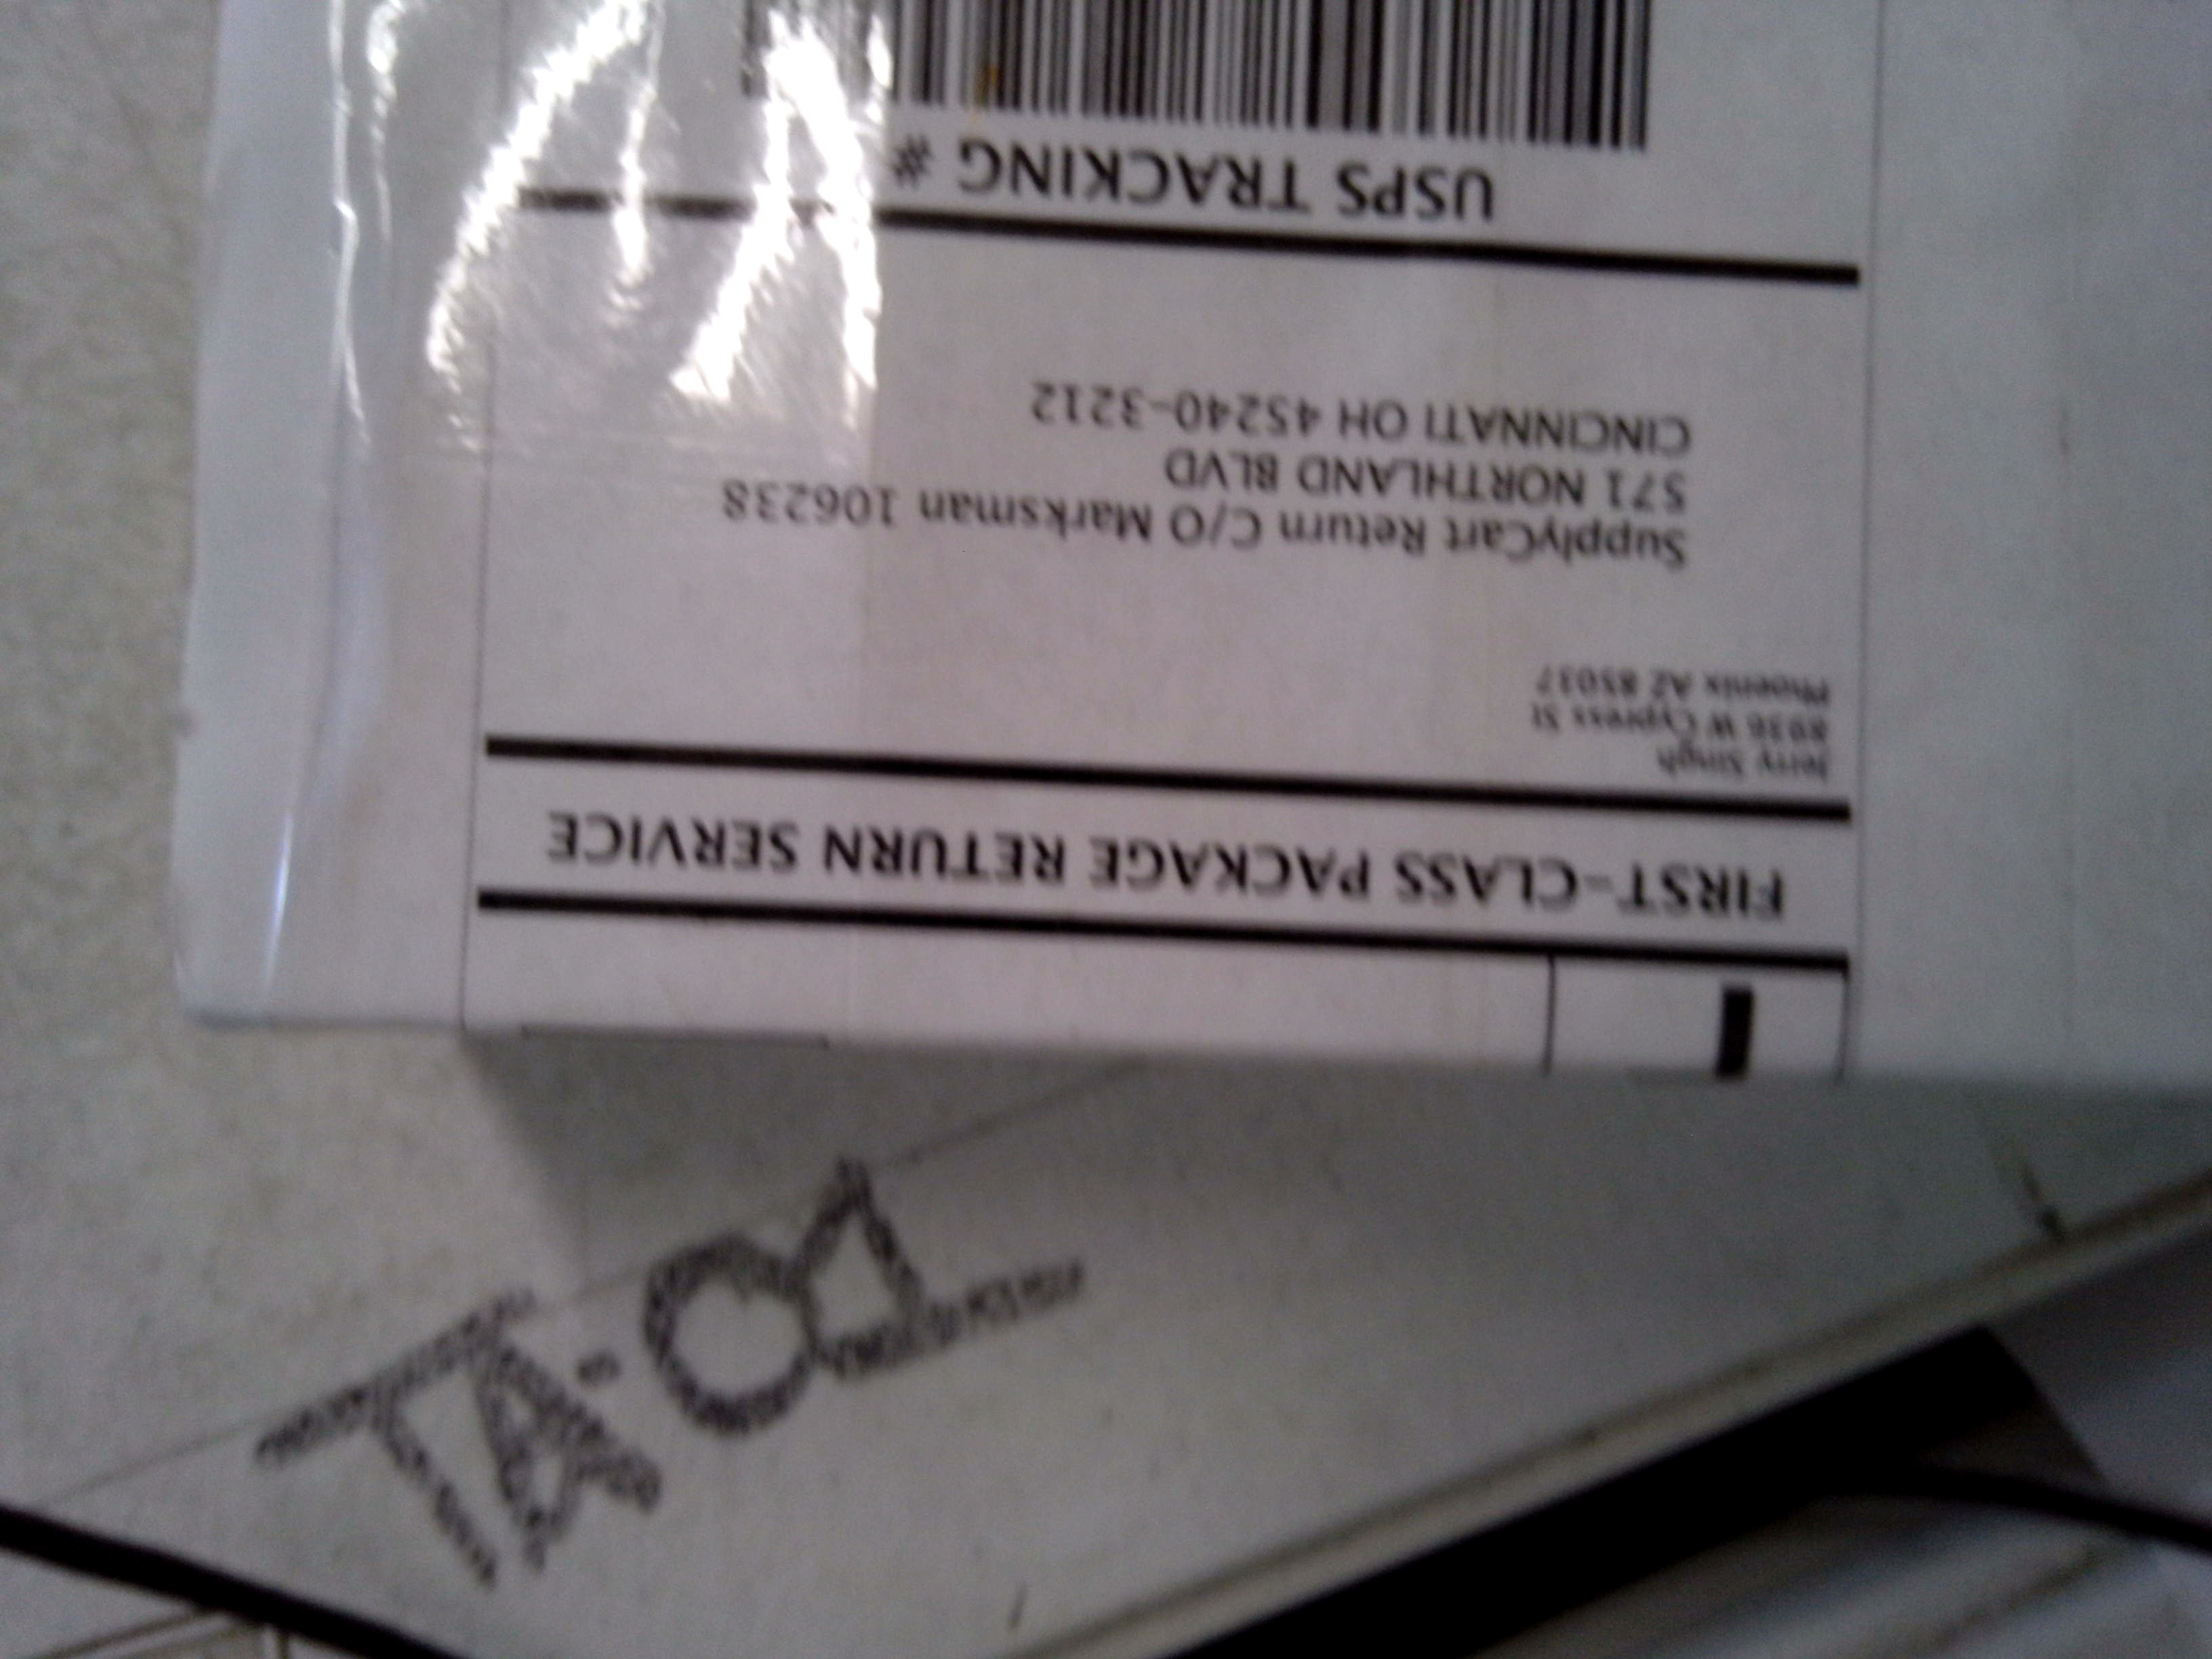 FIRST-CLASS PACKAGE RETURN SERVICE
Jerry Singh
8936 W Cypress St
Phoenix AZ 85037
SupplyCart Return C/O Marksman 106238
571 NORTHLAND BLVD
CINCINNATI OH 45240-3212
USPS TRACKING #